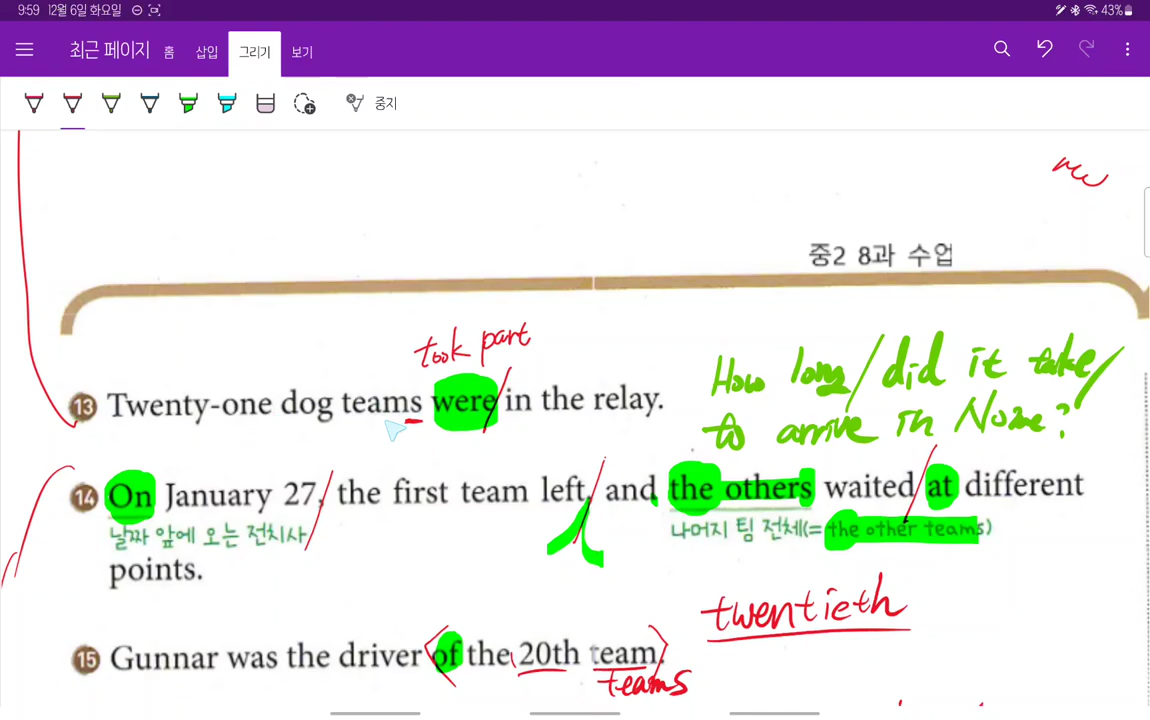 9:59 12월 6일 화요일 43%
최근 페이지 홈 삽입 그리기 보기
중지
중2 8과 수업
took part
⑬ Twenty-one dog teams were/in the relay.
How long/did it take/
to arrive in Nome?
⑭ On January 27,/the first team left,/and the others waited/at different
날짜 앞에 오는 전치사/ 나머지 팀 전체(=the other teams)
points.
twentieth
⑮ Gunnar was the driver (of the 20th team).
teams